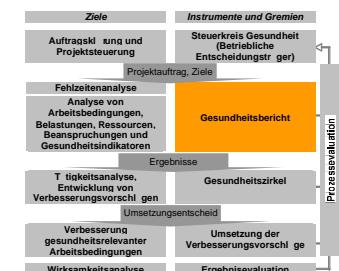 Ziele
Instrumente und Gremien
Auftragskl rung und
Projektsteuerung
Steuerkreis Gesundheit
(Betriebliche
Entscheidungstr ger)
Projektauftrag, Ziele
Fehlzeitenanalyse
Analyse von
Arbeitsbedingungen,
Belastungen, Ressourcen,
Beanspruchungen und
Gesundheitsindikatoren
Gesundheitsbericht
Ergebnisse
T tigkeitsanalyse,
Entwicklung von
Verbesserungsvorschl gen
Gesundheitszirkel
Umsetzungsentscheid
Verbesserung
gesundheitsrelevanter
Arbeitsbedingungen
Umsetzung der
Verbesserungsvorschl ge
Wirksamkeitsanalyse
Ergebnisevaluation
Prozessevaluation